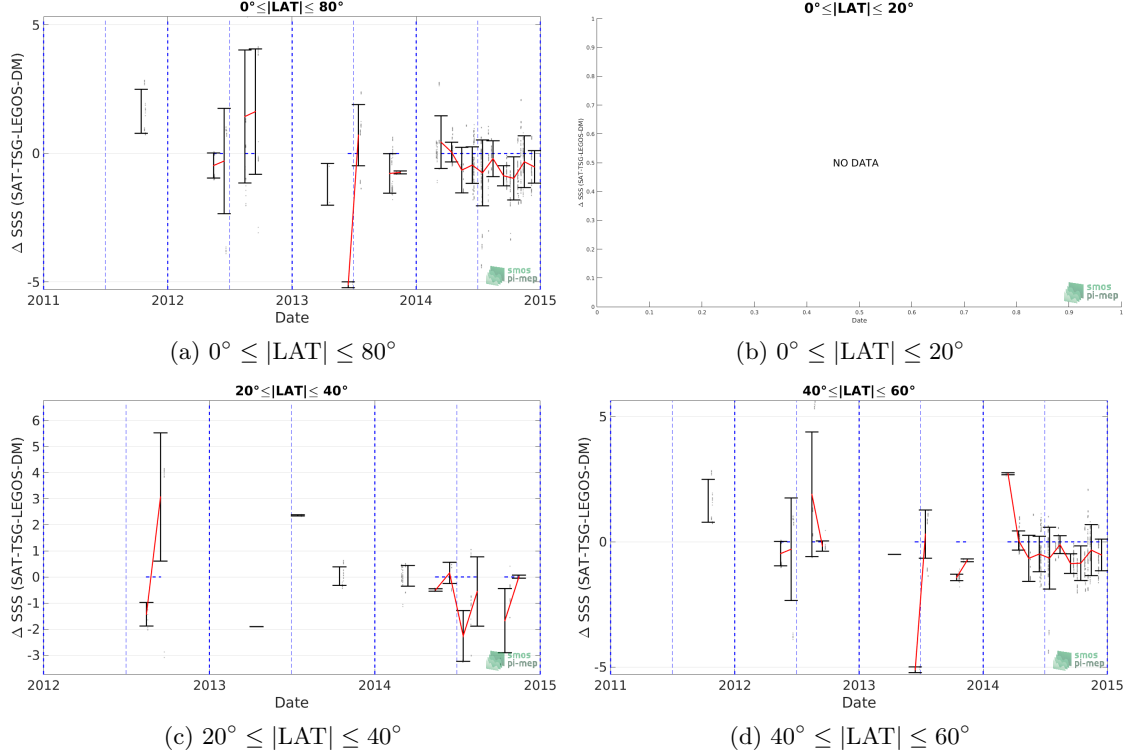 0°≤|LAT|≤ 80°
Δ SSS (SAT-TSG-LEGOS-DM)
5
0
-5
2011 2012 2013 2014 2015
Date
smos
pi-mep
(a) 0° ≤ |LAT| ≤ 80°
0°≤|LAT|≤ 20°
Δ SSS (SAT-TSG-LEGOS-DM)
1
0.9
0.8
0.7
0.6
0.5
0.4
0.3
0.2
0.1
0
NO DATA
0 0.1 0.2 0.3 0.4 0.5 0.6 0.7 0.8 0.9 1
Date
smos
pi-mep
(b) 0° ≤ |LAT| ≤ 20°
20°≤|LAT|≤ 40°
Δ SSS (SAT-TSG-LEGOS-DM)
6
5
4
3
2
1
0
-1
-2
-3
2012 2013 2014 2015
Date
smos
pi-mep
(c) 20° ≤ |LAT| ≤ 40°
40°≤|LAT|≤ 60°
Δ SSS (SAT-TSG-LEGOS-DM)
5
0
-5
2011 2012 2013 2014 2015
Date
smos
pi-mep
(d) 40° ≤ |LAT| ≤ 60°